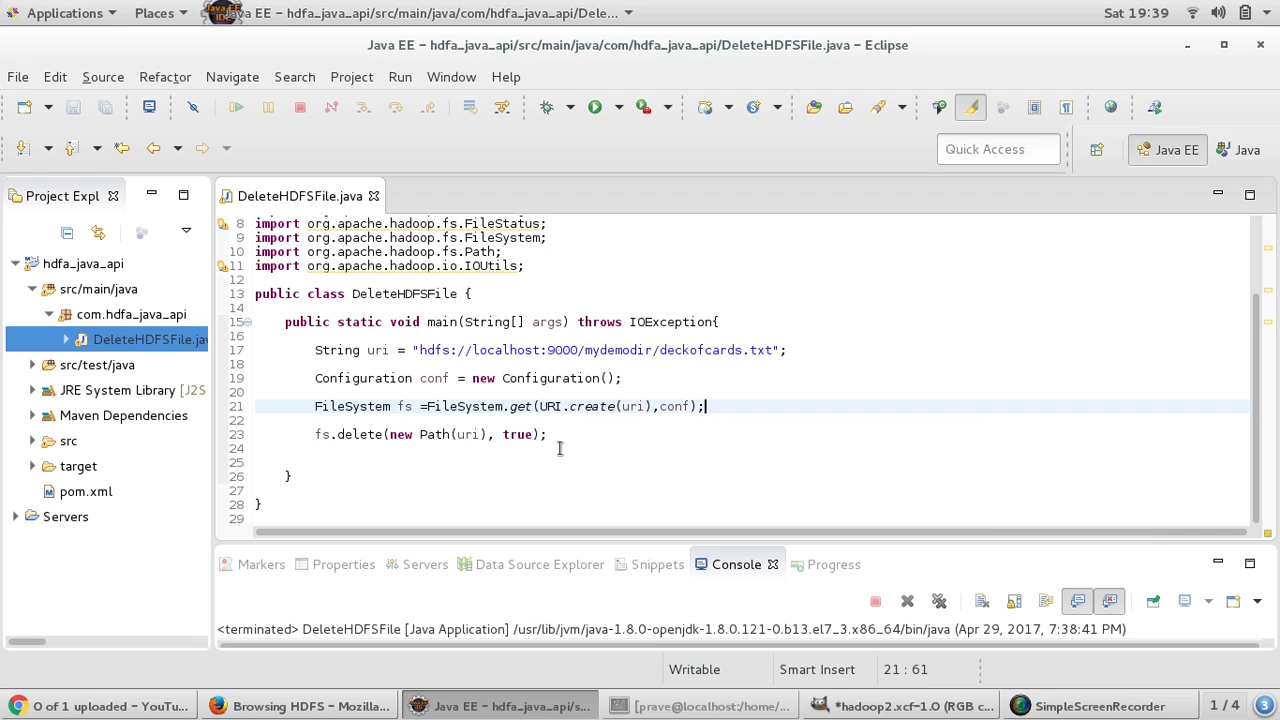 Applications Places Java EE - hdfa_java_api/src/main/java/com/hdfa_java_api/Dele... Sat 19:39
Java EE - hdfa_java_api/src/main/java/com/hdfa_java_api/DeleteHDFSFile.java - Eclipse
File Edit Source Refactor Navigate Search Project Run Window Help
Quick Access Java EE Java
Project Expl DeleteHDFSFile.java
hdfa_java_api
src/main/java
com.hdfa_java_api
DeleteHDFSFile.jav
src/test/java
JRE System Library [J2S
Maven Dependencies
src
target
pom.xml
Servers
8 import org.apache.hadoop.fs.FileStatus;
9 import org.apache.hadoop.fs.FileSystem;
10 import org.apache.hadoop.fs.Path;
11 import org.apache.hadoop.io.IOUtils;
12
13 public class DeleteHDFSFile {
14
15 public static void main(String[] args) throws IOException{
16
17 String uri = "hdfs://localhost:9000/mydemodir/deckofcards.txt";
18
19 Configuration conf = new Configuration();
20
21 FileSystem fs =FileSystem.get(URI.create(uri),conf);
22
23 fs.delete(new Path(uri), true);
24
25
26 }
27
28 }
29
Markers Properties Servers Data Source Explorer Snippets Console Progress
<terminated> DeleteHDFSFile [Java Application] /usr/lib/jvm/java-1.8.0-openjdk-1.8.0.121-0.b13.el7_3.x86_64/bin/java (Apr 29, 2017, 7:38:41 PM)
Writable Smart Insert 21 : 61
0 of 1 uploaded - YouTu... Browsing HDFS - Mozilla... Java EE - hdfa_java_api/s... [prave@localhost:/home/... *hadoop2.xcf-1.0 (RGB c... SimpleScreenRecorder 1 / 4 3